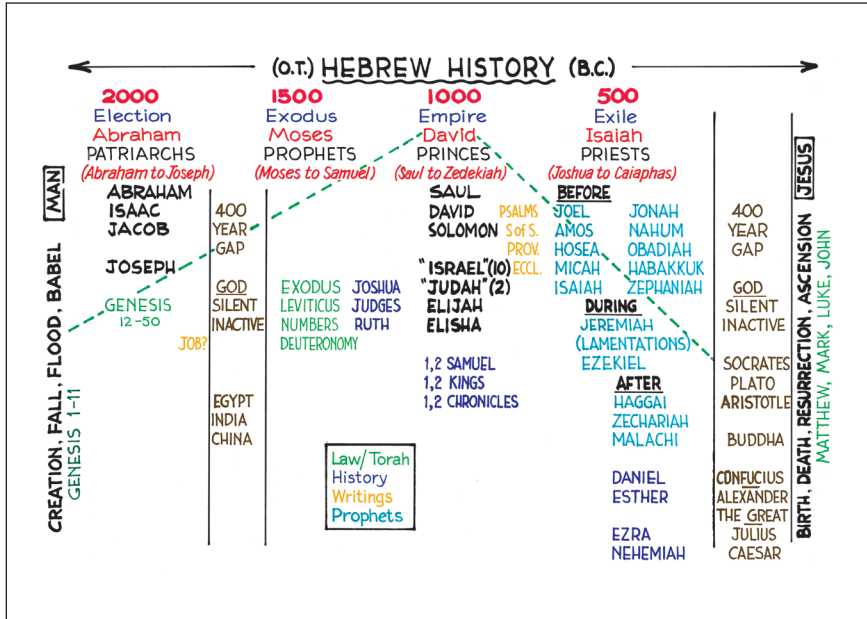 (O.T.) HEBREW HISTORY (B.C.)
2000
Election
Abraham
PATRIARCHS
(Abraham to Joseph)
1500
Exodus
Moses
PROPHETS
(Moses to Samuel)
1000
Empire
David
PRINCES
(Saul to Zedekiah)
500
Exile
Isaiah
PRIESTS
(Joshua to Caiaphas)
MAN
CREATION, FALL, FLOOD, BABEL
GENESIS 1-11
ABRAHAM
ISAAC
JACOB
JOSEPH
GENESIS
12-50
JOB?
400
YEAR
GAP
GOD
SILENT
INACTIVE
EGYPT
INDIA
CHINA
EXODUS
LEVITICUS
NUMBERS
DEUTERONOMY
JOSHUA
JUDGES
RUTH
SAUL
DAVID
SOLOMON
"ISRAEL" (10)
"JUDAH" (2)
ELIJAH
ELISHA
PSALMS
S of S.
PROV.
ECCL.
1,2 SAMUEL
1,2 KINGS
1,2 CHRONICLES
BEFORE
JOEL
AMOS
HOSEA
MICAH
ISAIAH
JONAH
NAHUM
OBADIAH
HABAKKUK
ZEPHANIAH
DURING
JEREMIAH
(LAMENTATIONS)
EZEKIEL
AFTER
HAGGAI
ZECHARIAH
MALACHI
DANIEL
ESTHER
EZRA
NEHEMIAH
400
YEAR
GAP
GOD
SILENT
INACTIVE
SOCRATES
PLATO
ARISTOTLE
BUDDHA
CONFUCIUS
ALEXANDER
THE GREAT
JULIUS
CAESAR
JESUS
BIRTH, DEATH, RESURRECTION, ASCENSION
MATTHEW, MARK, LUKE, JOHN
Law/Torah
History
Writings
Prophets